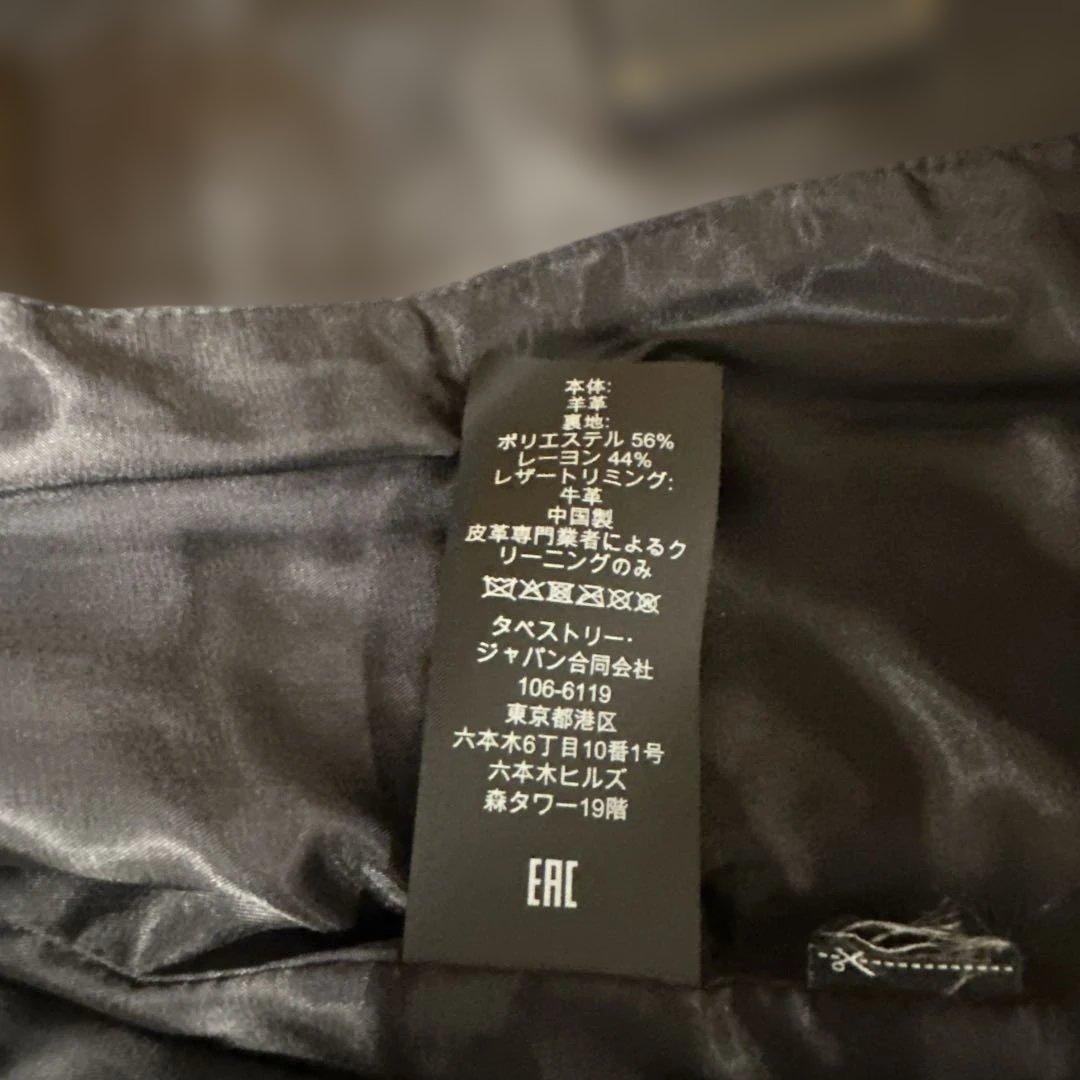 本体:
羊革
裏地:
ポリエステル 56%
レーヨン 44%
レザートリミング:
牛革
中国製
皮革専門業者によるク
リーニングのみ
タペストリー・
ジャパン合同会社
106-6119
東京都港区
六本木6丁目10番1号
六本木ヒルズ
森タワー19階
EAC